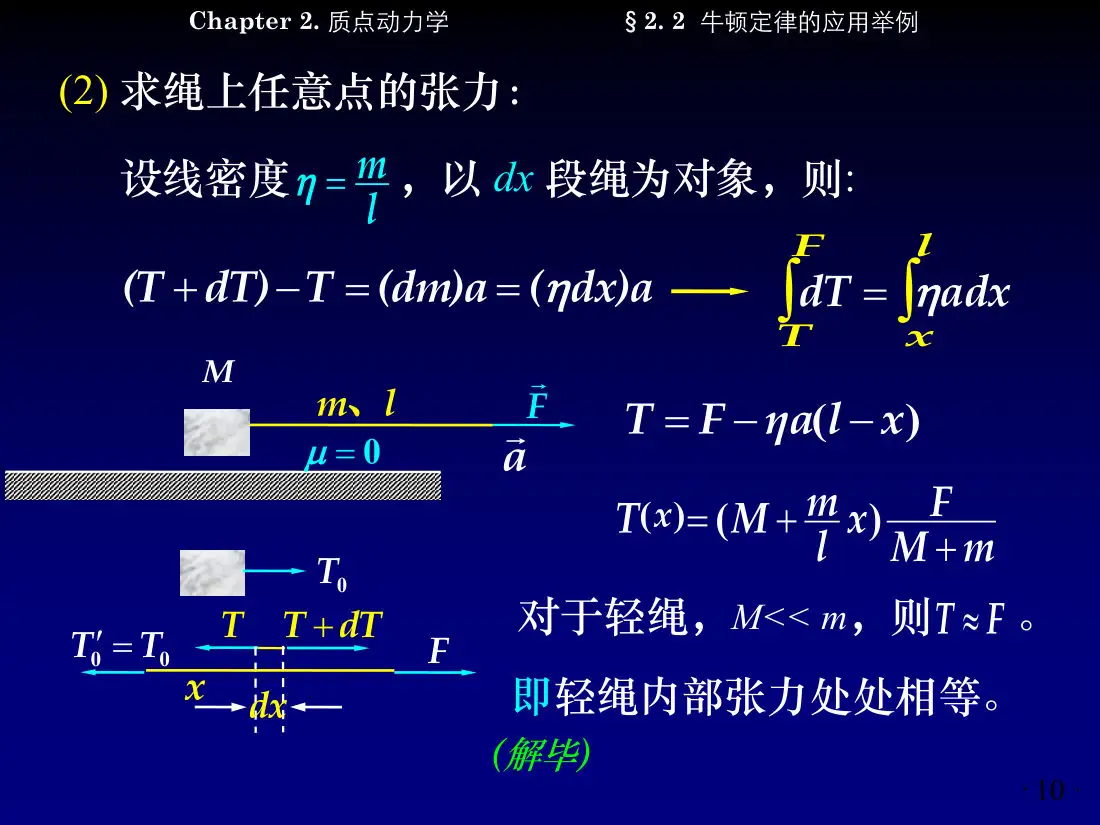 Chapter 2. 质点动力学 §2. 2 牛顿定律的应用举例
(2) 求绳上任意点的张力:
设线密度 η = m/l ，以 dx 段绳为对象，则:
(T + dT) − T = (dm)a = (ηdx)a ⟶ ∫_T^F dT = ∫_x^l ηadx
M
m、l
F⃗
μ = 0
a⃗
T = F − ηa(l − x)
T(x)= (M + m/l x) F/(M + m)
T₀
T
T + dT
T₀′ = T₀
F
x
dx
对于轻绳，M<< m，则 T ≈ F 。
即轻绳内部张力处处相等。
(解毕)
10